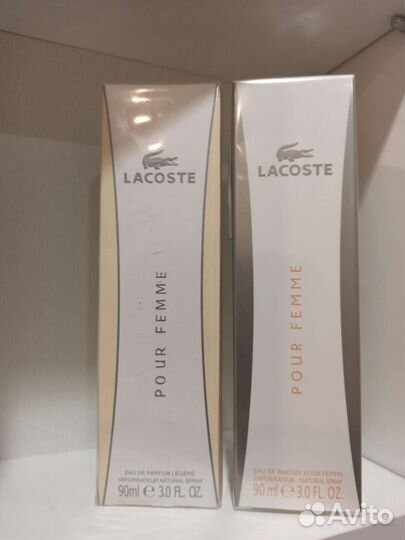 LACOSTE
POUR FEMME
EAU DE PARFUM LÉGÈRE
VAPORISATEUR NATURAL SPRAY
90ml e 3.0 FL. OZ.
LACOSTE
POUR FEMME
EAU DE PARFUM POUR FEMME
VAPORISATEUR - NATURAL SPRAY
90 ml e 3.0 FL.OZ.
Avito